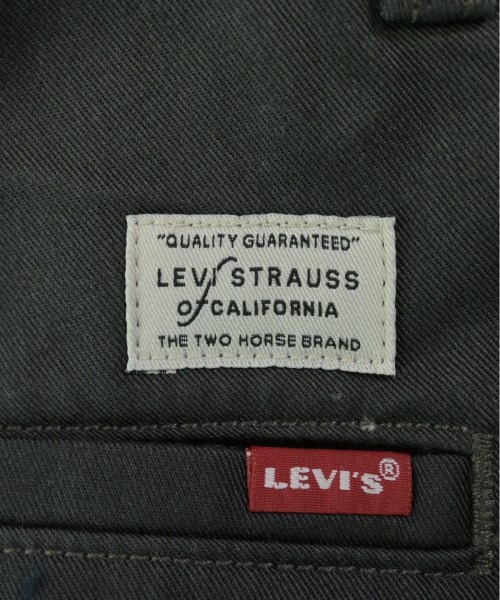 "QUALITY GUARANTEED"
LEVI STRAUSS
of CALIFORNIA
THE TWO HORSE BRAND
LEVI'S®